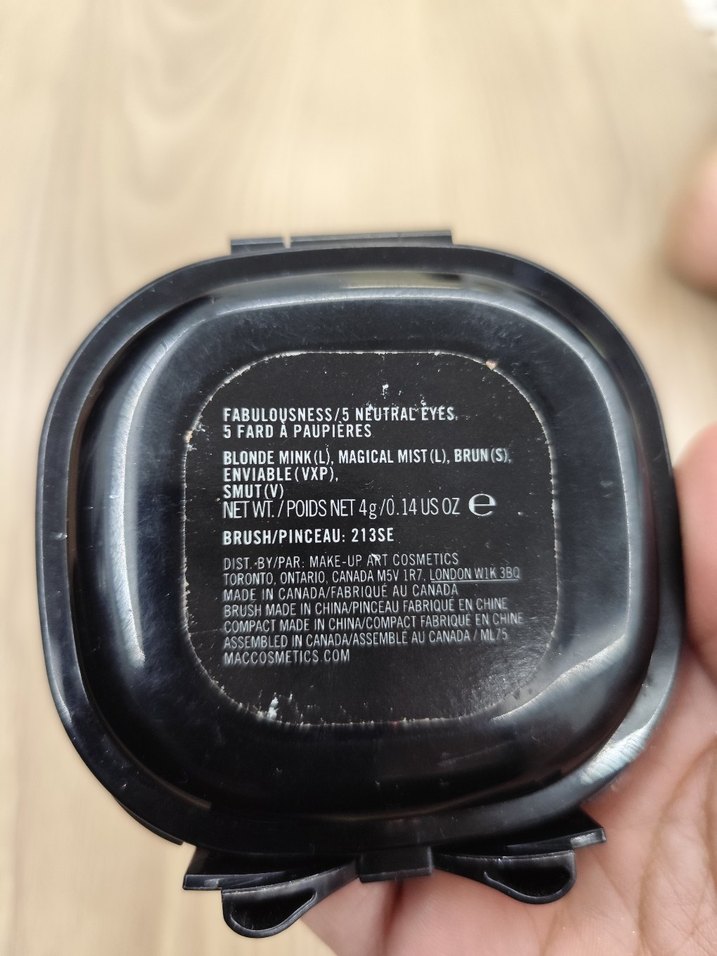 FABULOUSNESS/5 NEUTRAL EYES
5 FARD À PAUPIÈRES
BLONDE MINK(L), MAGICAL MIST(L), BRUN(S),
ENVIABLE(VXP),
SMUT(V)
NET WT./POIDS NET 4g/0.14 US OZ e
BRUSH/PINCEAU: 213SE
DIST.BY/PAR: MAKE-UP ART COSMETICS
TORONTO, ONTARIO, CANADA M5V 1R7, LONDON W1K 3BQ
MADE IN CANADA/FABRIQUÉ AU CANADA
BRUSH MADE IN CHINA/PINCEAU FABRIQUÉ EN CHINE
COMPACT MADE IN CHINA/COMPACT FABRIQUÉ EN CHINE
ASSEMBLED IN CANADA/ASSEMBLÉ AU CANADA / ML75
MACCOSMETICS.COM